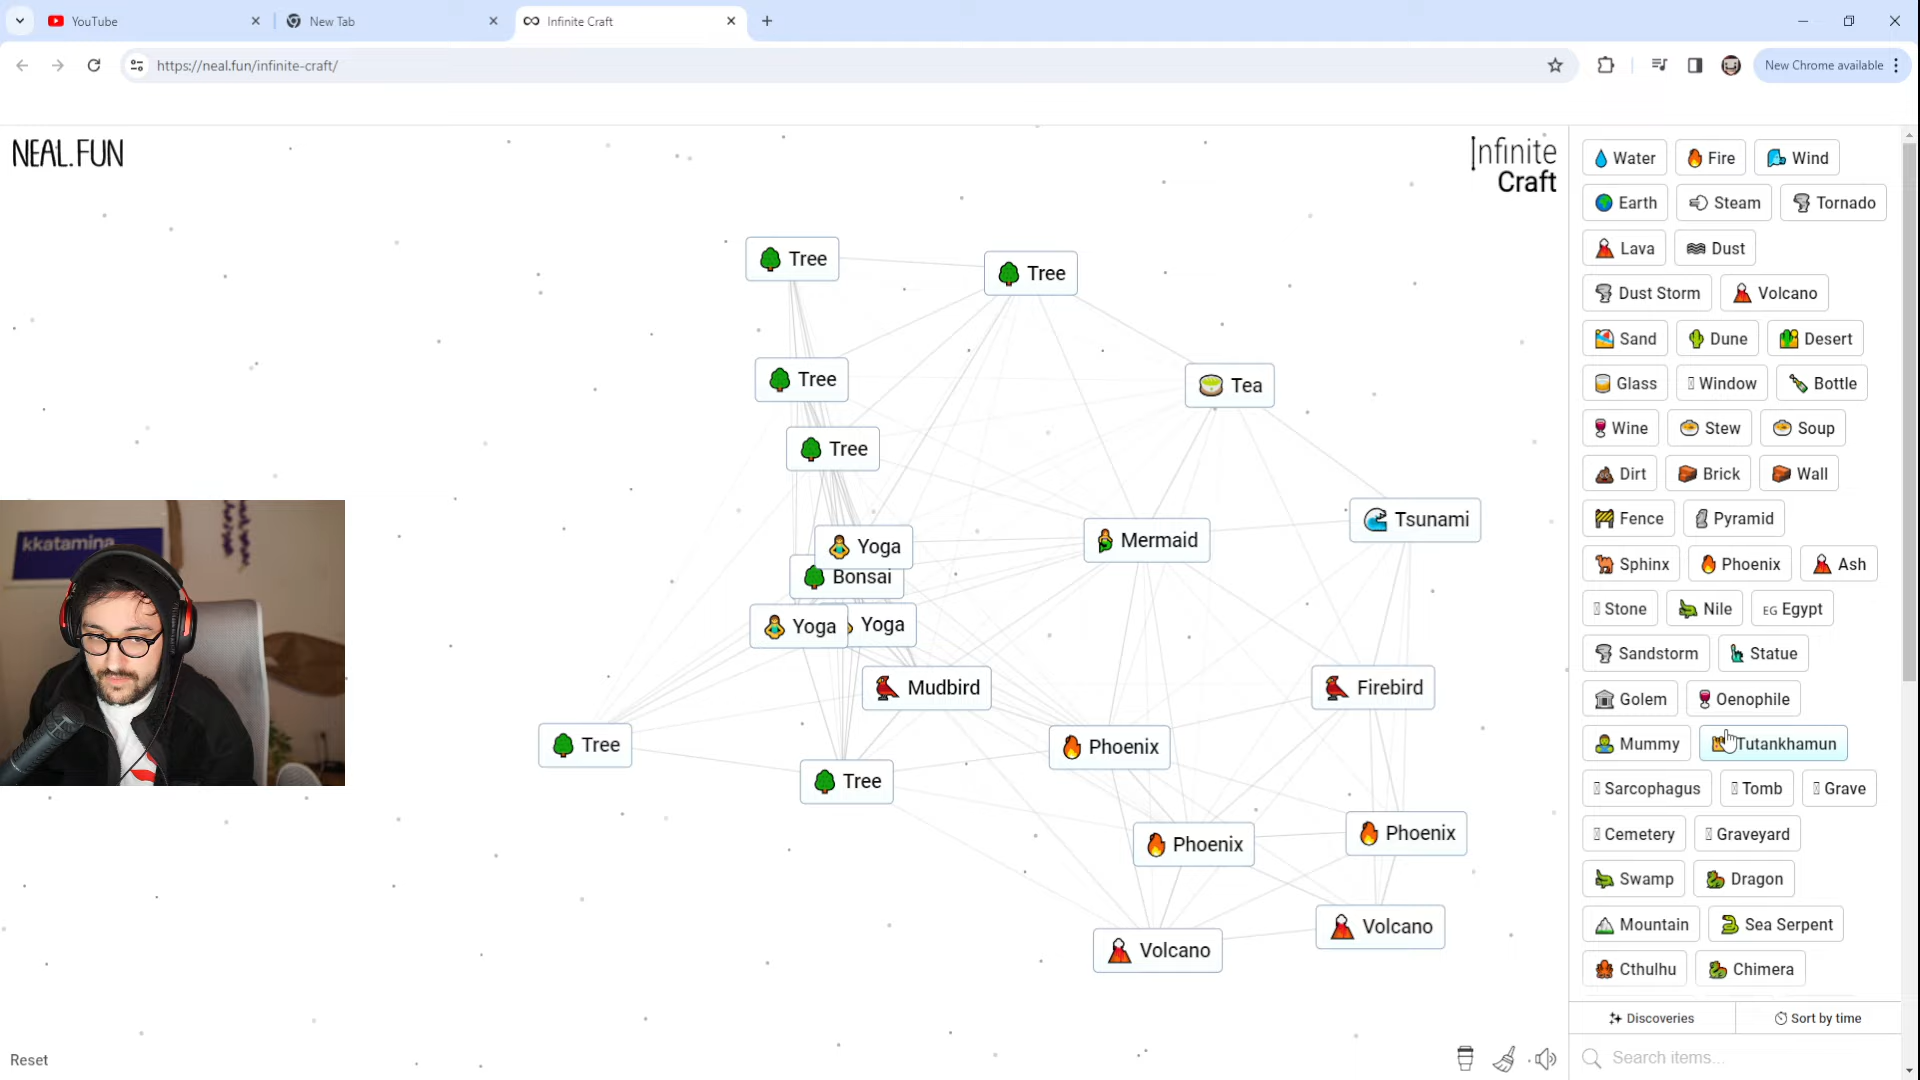 YouTube
New Tab
Infinite Craft
https://neal.fun/infinite-craft/
New Chrome available
NEAL.FUN
Infinite
Craft
Tree
Tree
Tree
Tea
Tree
Tsunami
Yoga
Mermaid
Bonsai
Yoga
Yoga
Mudbird
Firebird
Tree
Phoenix
Tree
Phoenix
Phoenix
Volcano
Volcano
kkatamina
Reset
Water Fire Wind
Earth Steam Tornado
Lava Dust
Dust Storm Volcano
Sand Dune Desert
Glass Window Bottle
Wine Stew Soup
Dirt Brick Wall
Fence Pyramid
Sphinx Phoenix Ash
Stone Nile EG Egypt
Sandstorm Statue
Golem Oenophile
Mummy Tutankhamun
Sarcophagus Tomb Grave
Cemetery Graveyard
Swamp Dragon
Mountain Sea Serpent
Cthulhu Chimera
Discoveries Sort by time
Search items...